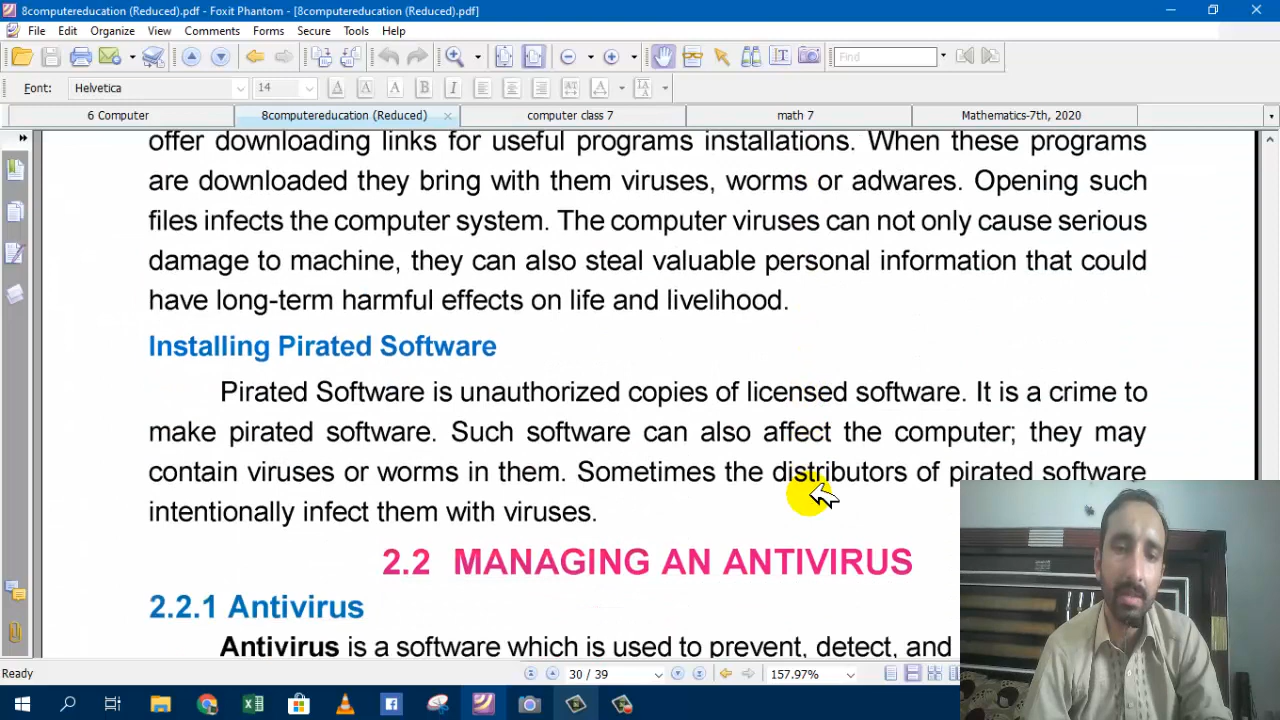 8computereducation (Reduced).pdf - Foxit Phantom - [8computereducation (Reduced).pdf]
File Edit View Organize Comments Forms Secure Tools Help
Find
Font: Helvetica 14
6 Computer 8computereducation (Reduced) computer class 7 math 7 Mathematics-7th, 2020
offer downloading links for useful programs installations. When these programs
are downloaded they bring with them viruses, worms or adwares. Opening such
files infects the computer system. The computer viruses can not only cause serious
damage to machine, they can also steal valuable personal information that could
have long-term harmful effects on life and livelihood.
Installing Pirated Software
Pirated Software is unauthorized copies of licensed software. It is a crime to
make pirated software. Such software can also affect the computer; they may
contain viruses or worms in them. Sometimes the distributors of pirated software
intentionally infect them with viruses.
2.2 MANAGING AN ANTIVIRUS
2.2.1 Antivirus
Antivirus is a software which is used to prevent, detect, and
Ready 30 / 39 157.97%